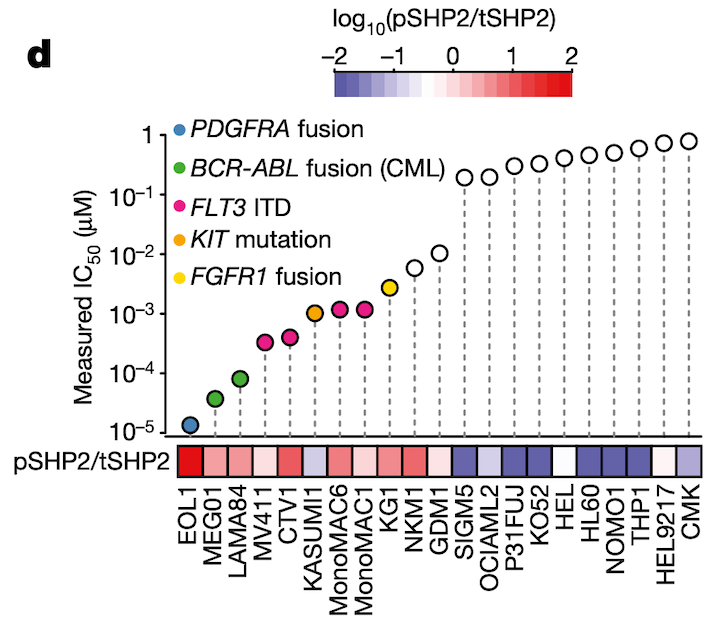 d
log₁₀(pSHP2/tSHP2)
−2 −1 0 1 2
PDGFRA fusion
BCR-ABL fusion (CML)
FLT3 ITD
KIT mutation
FGFR1 fusion
Measured IC₅₀ (μM)
1
10⁻¹
10⁻²
10⁻³
10⁻⁴
10⁻⁵
pSHP2/tSHP2
EOL1
MEG01
LAMA84
MV411
CTV1
KASUMI1
MonoMAC6
MonoMAC1
KG1
NKM1
GDM1
SIGM5
OCIAML2
P31FUJ
KO52
HEL
HL60
NOMO1
THP1
HEL9217
CMK